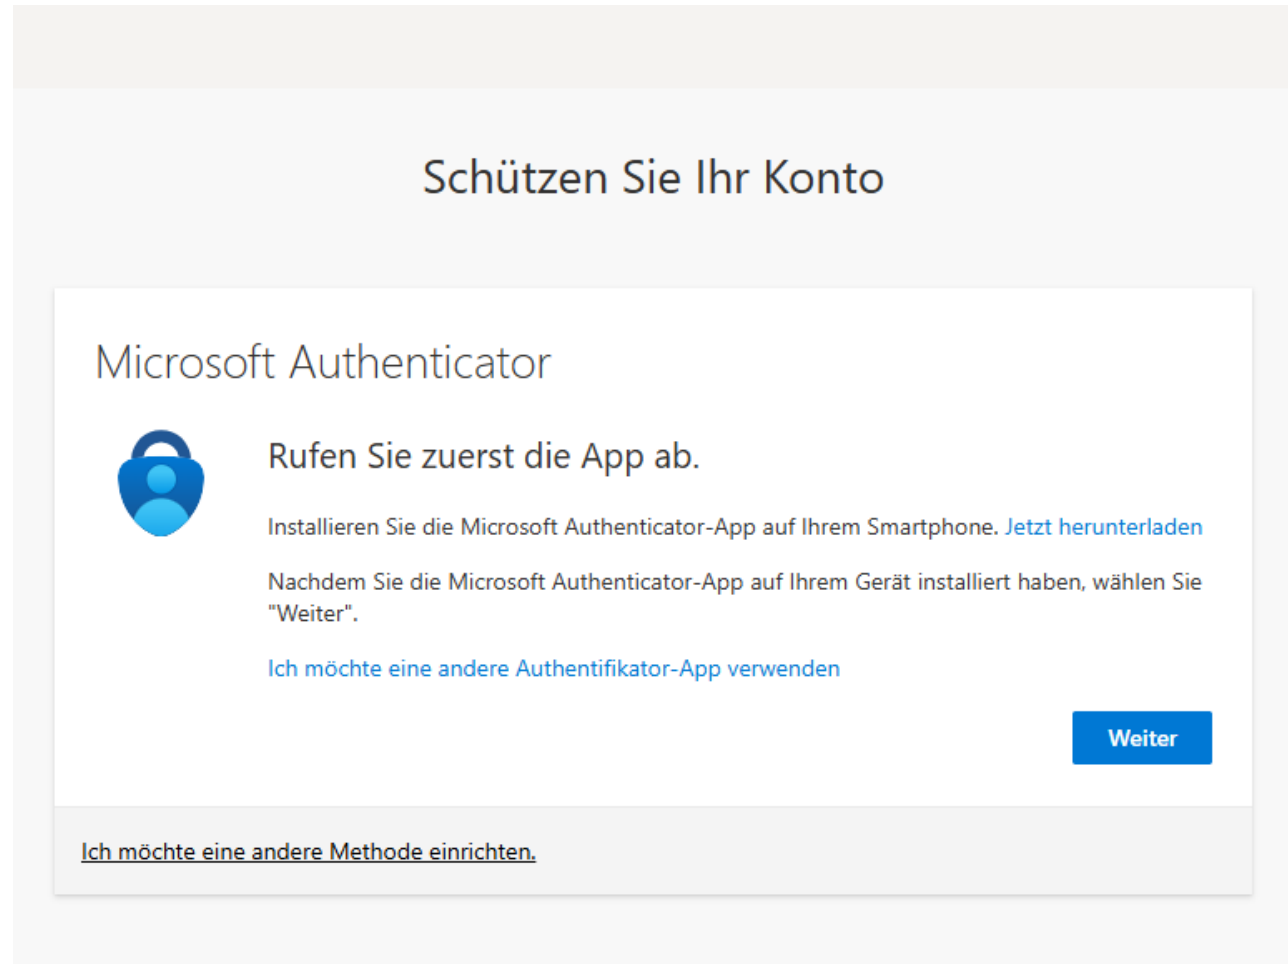 Schützen Sie Ihr Konto
Microsoft Authenticator
Rufen Sie zuerst die App ab.
Installieren Sie die Microsoft Authenticator-App auf Ihrem Smartphone. Jetzt herunterladen
Nachdem Sie die Microsoft Authenticator-App auf Ihrem Gerät installiert haben, wählen Sie
"Weiter".
Ich möchte eine andere Authentifikator-App verwenden
Weiter
Ich möchte eine andere Methode einrichten.